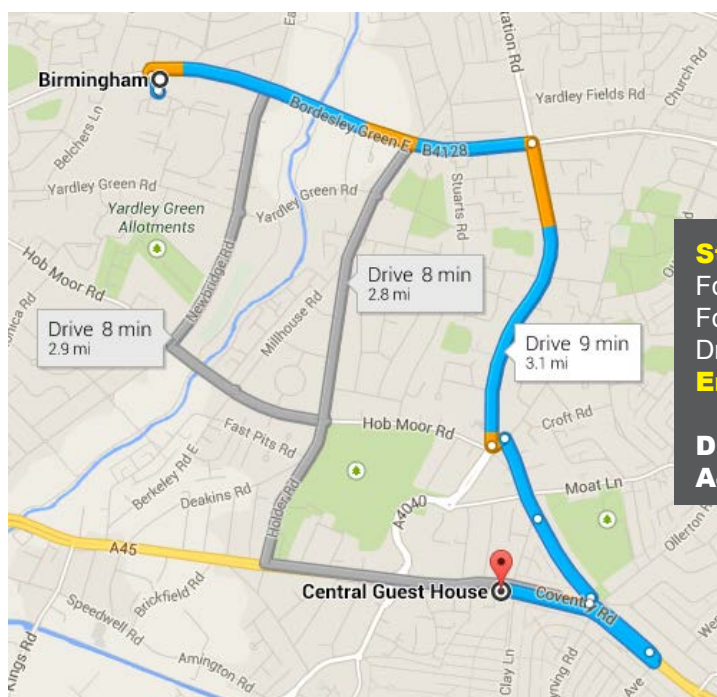 Birmingham
Belchers Ln
Bordesley Green E
B4128
Yardley Fields Rd
Church Rd
Yardley Green Rd
Yardley Green
Allotments
Yardley Green Rd
Stuarts Rd
Hob Moor Rd
Newbridge Rd
Millhouse Rd
Drive 8 min
2.8 mi
Drive 8 min
2.9 mi
Drive 9 min
3.1 mi
Hob Moor Rd
Croft Rd
Fast Pits Rd
Berkeley Rd E
Deakins Rd
Holder Rd
A4040
Moat Ln
Ollerton Rd
A45
Central Guest House
Coventry Rd
Brickfield Rd
Speedwell Rd
Amington Rd
Kings Rd
Clay Ln
Ave